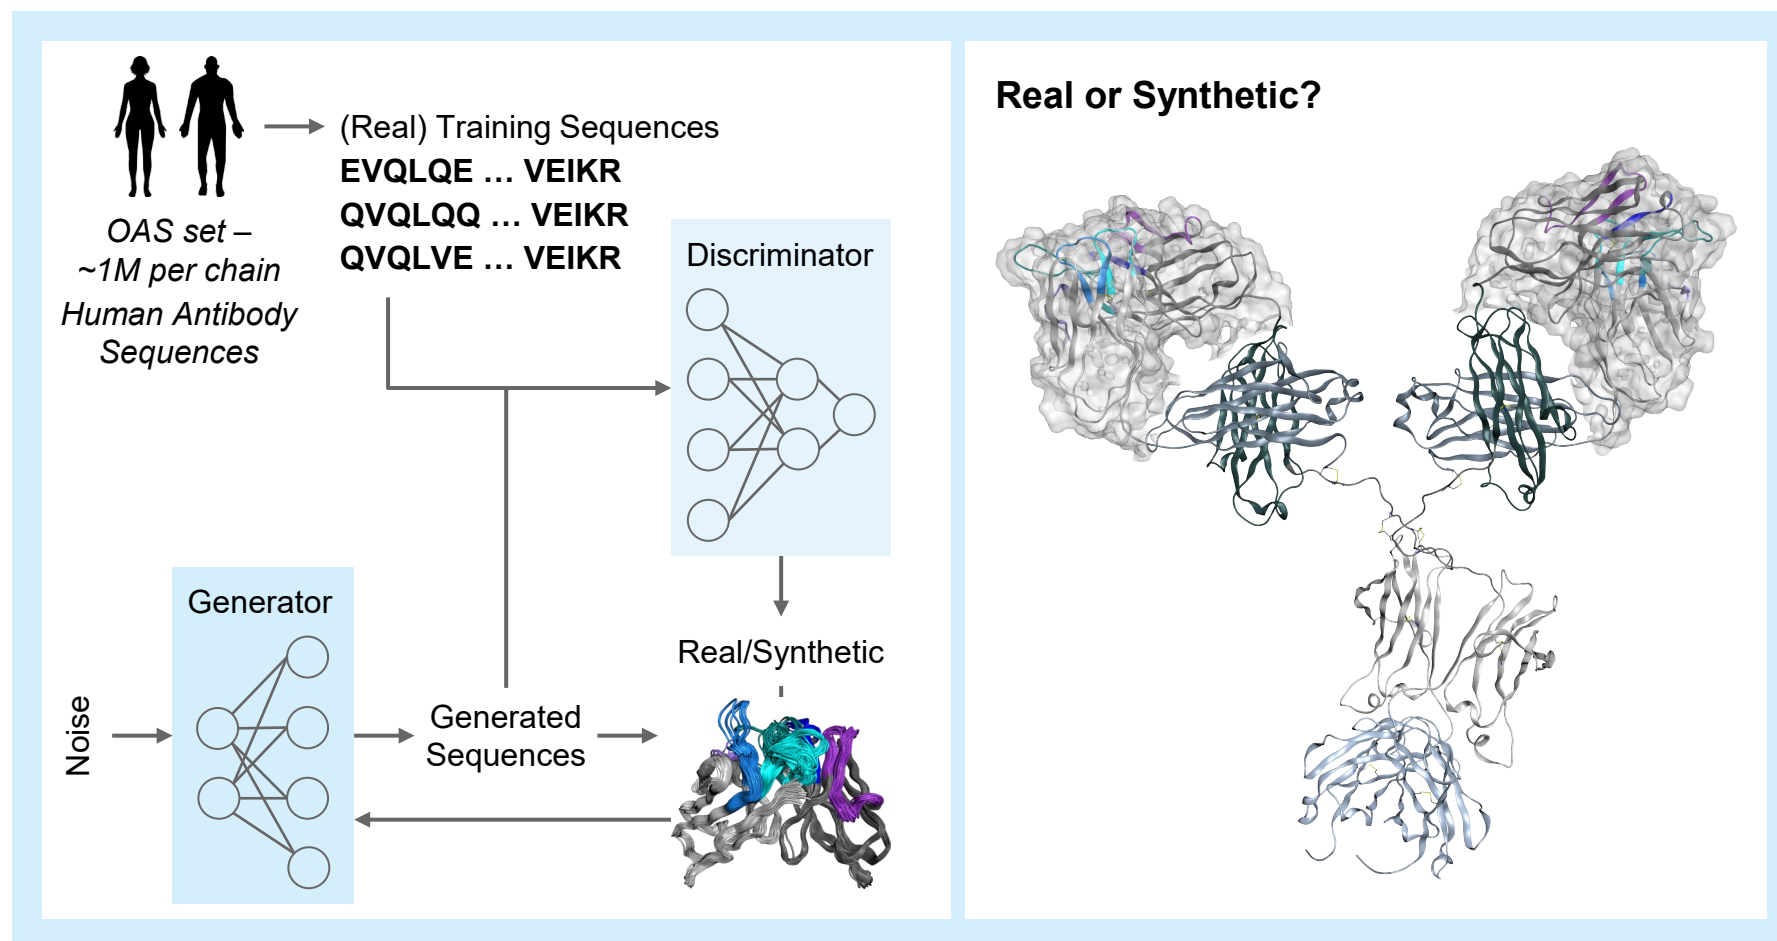 (Real) Training Sequences
EVQLQE … VEIKR
QVQLQQ … VEIKR
QVQLVE … VEIKR
OAS set –
~1M per chain
Human Antibody
Sequences
Discriminator
Generator
Noise
Generated
Sequences
Real/Synthetic
Real or Synthetic?